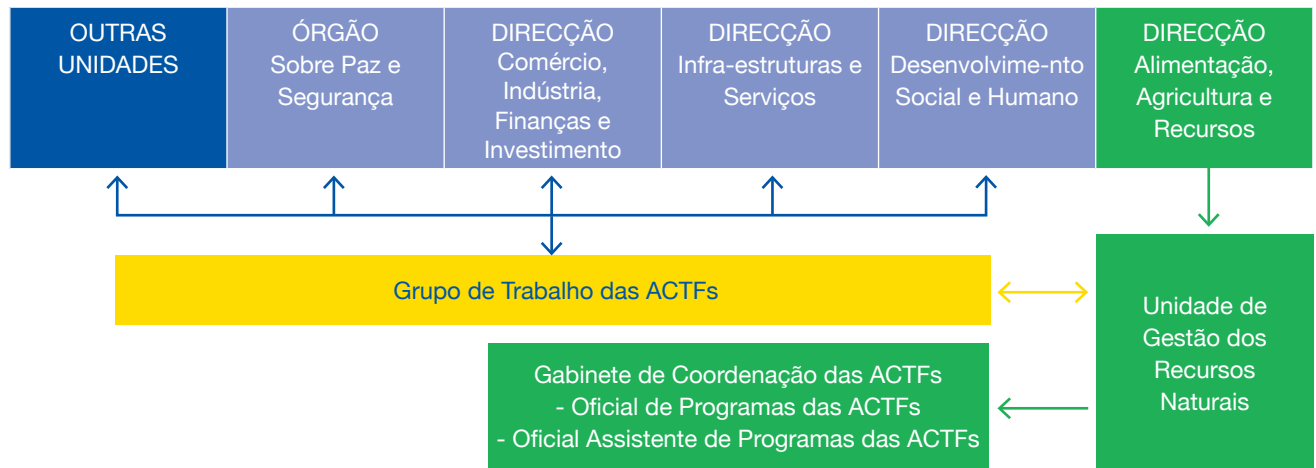 OUTRAS
UNIDADES
ÓRGÃO
Sobre Paz e
Segurança
DIRECÇÃO
Comércio,
Indústria,
Finanças e
Investimento
DIRECÇÃO
Infra-estruturas e
Serviços
DIRECÇÃO
Desenvolvime-nto
Social e Humano
DIRECÇÃO
Alimentação,
Agricultura e
Recursos
Grupo de Trabalho das ACTFs
Unidade de
Gestão dos
Recursos
Naturais
Gabinete de Coordenação das ACTFs
- Oficial de Programas das ACTFs
- Oficial Assistente de Programas das ACTFs